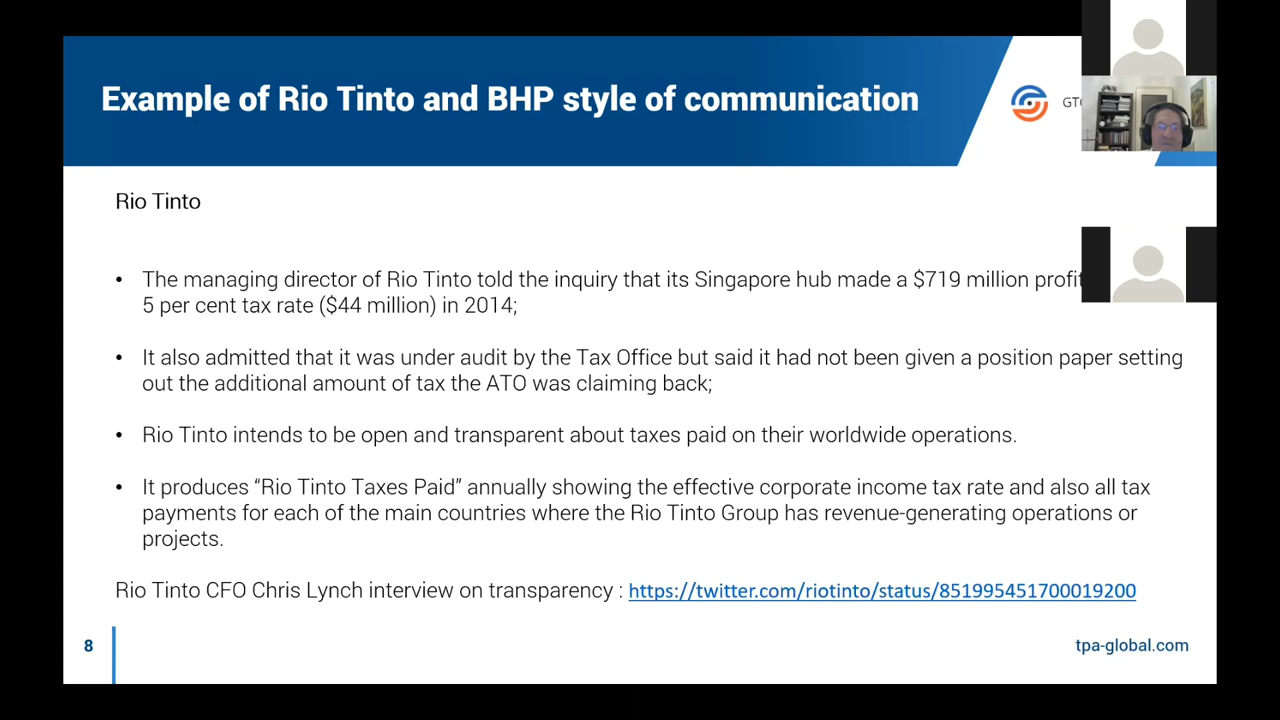 Example of Rio Tinto and BHP style of communication
Rio Tinto
• The managing director of Rio Tinto told the inquiry that its Singapore hub made a $719 million profit
5 per cent tax rate ($44 million) in 2014;
• It also admitted that it was under audit by the Tax Office but said it had not been given a position paper setting
out the additional amount of tax the ATO was claiming back;
• Rio Tinto intends to be open and transparent about taxes paid on their worldwide operations.
• It produces “Rio Tinto Taxes Paid” annually showing the effective corporate income tax rate and also all tax
payments for each of the main countries where the Rio Tinto Group has revenue-generating operations or
projects.
Rio Tinto CFO Chris Lynch interview on transparency : https://twitter.com/riotinto/status/851995451700019200
8
tpa-global.com